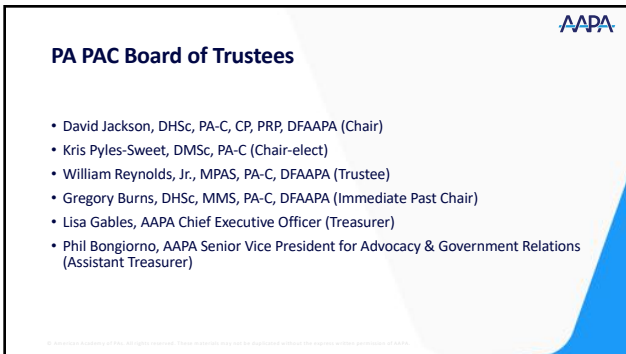 AAPA
PA PAC Board of Trustees
• David Jackson, DHSc, PA-C, CP, PRP, DFAAPA (Chair)
• Kris Pyles-Sweet, DMSc, PA-C (Chair-elect)
• William Reynolds, Jr., MPAS, PA-C, DFAAPA (Trustee)
• Gregory Burns, DHSc, MMS, PA-C, DFAAPA (Immediate Past Chair)
• Lisa Gables, AAPA Chief Executive Officer (Treasurer)
• Phil Bongiorno, AAPA Senior Vice President for Advocacy & Government Relations
(Assistant Treasurer)